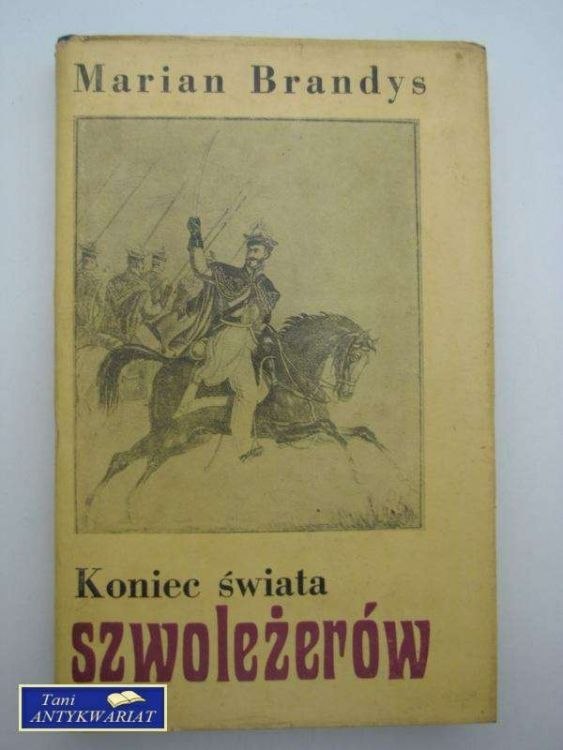 Marian Brandys
Koniec świata
szwoleżerów
Tani
ANTYKWARIAT